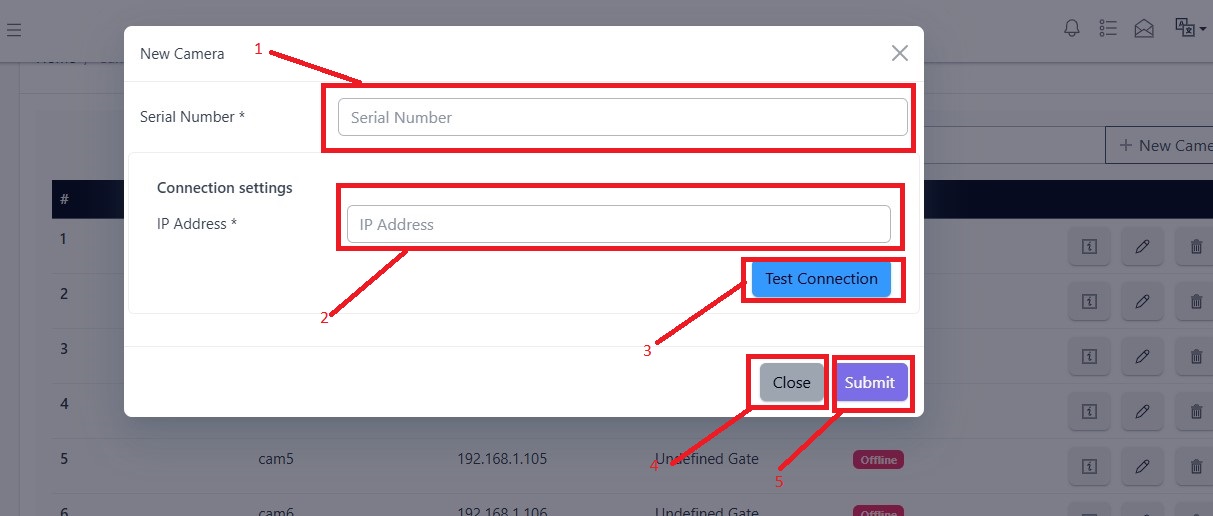 New Camera
1
Serial Number *
Serial Number
+ New Came
Connection settings
#
IP Address *
IP Address
1
Test Connection
2
2
3
3
Close
Submit
4
5
cam5
192.168.1.105
Undefined Gate
Offline
4
5
6
cam6
192.168.1.106
Undefined Gate
Offline